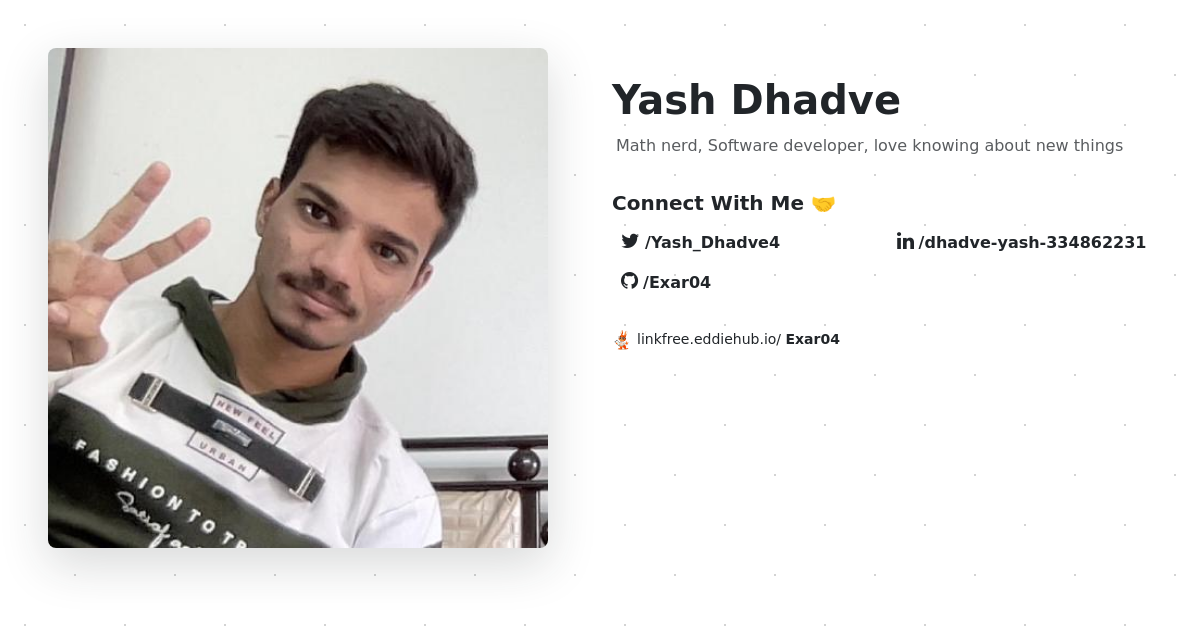 Yash Dhadve
Math nerd, Software developer, love knowing about new things
Connect With Me 🤝
/Yash_Dhadve4
/dhadve-yash-334862231
/Exar04
linkfree.eddiehub.io/ Exar04
NEW FEEL
URBAN
FASHION TO TR